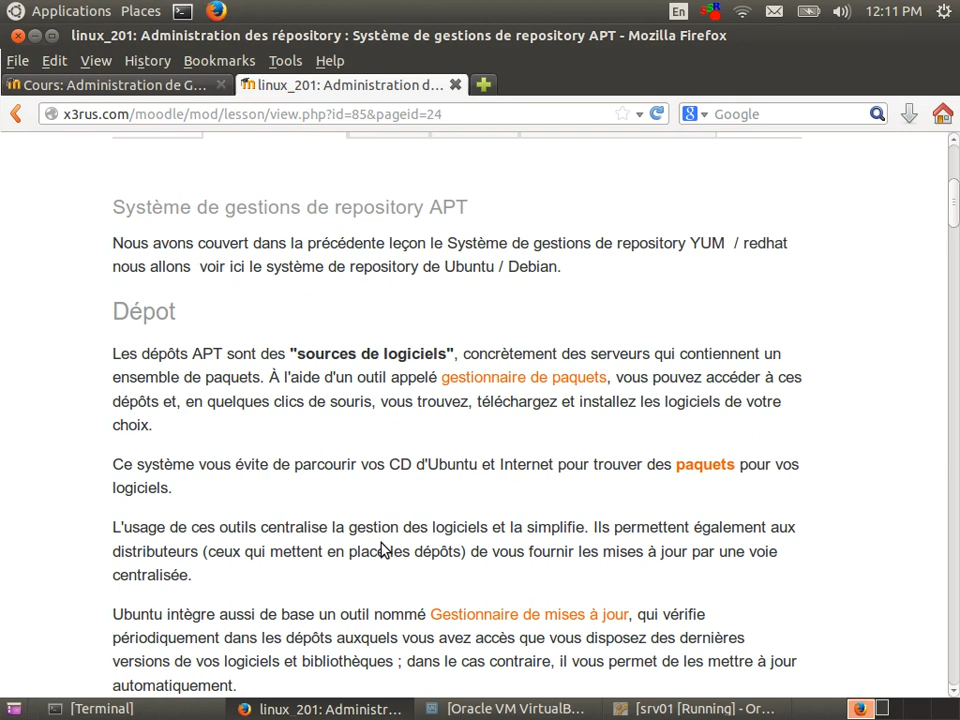 Applications Places En 12:11 PM
linux_201: Administration des répository : Système de gestions de repository APT - Mozilla Firefox
File Edit View History Bookmarks Tools Help
Cours: Administration de G... linux_201: Administration d...
x3rus.com/moodle/mod/lesson/view.php?id=85&pageid=24 Google
Système de gestions de repository APT
Nous avons couvert dans la précédente leçon le Système de gestions de repository YUM / redhat
nous allons voir ici le système de repository de Ubuntu / Debian.
Dépot
Les dépôts APT sont des "sources de logiciels", concrètement des serveurs qui contiennent un
ensemble de paquets. À l'aide d'un outil appelé gestionnaire de paquets, vous pouvez accéder à ces
dépôts et, en quelques clics de souris, vous trouvez, téléchargez et installez les logiciels de votre
choix.
Ce système vous évite de parcourir vos CD d'Ubuntu et Internet pour trouver des paquets pour vos
logiciels.
L'usage de ces outils centralise la gestion des logiciels et la simplifie. Ils permettent également aux
distributeurs (ceux qui mettent en place les dépôts) de vous fournir les mises à jour par une voie
centralisée.
Ubuntu intègre aussi de base un outil nommé Gestionnaire de mises à jour, qui vérifie
périodiquement dans les dépôts auxquels vous avez accès que vous disposez des dernières
versions de vos logiciels et bibliothèques ; dans le cas contraire, il vous permet de les mettre à jour
automatiquement.
[Terminal] linux_201: Administr... [Oracle VM VirtualB... [srv01 [Running] - Or...